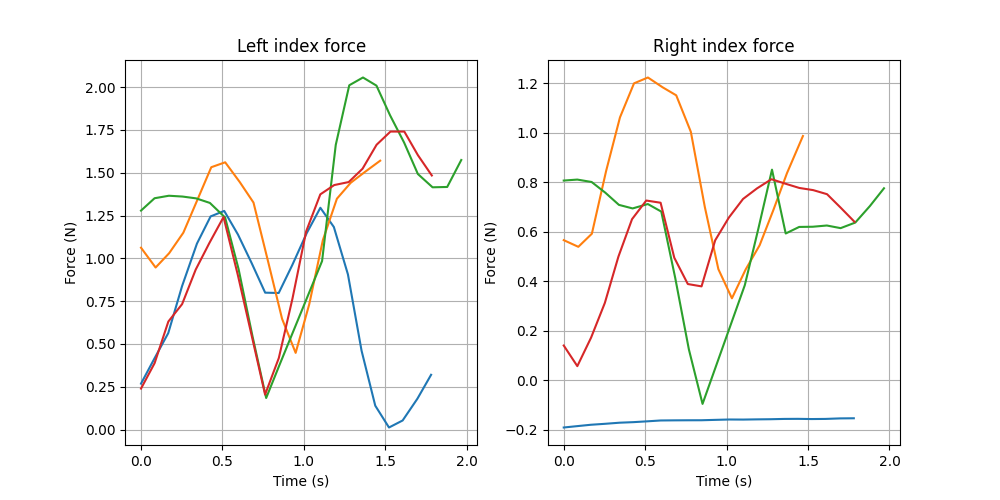 Left index force
Force (N)
2.00
1.75
1.50
1.25
1.00
0.75
0.50
0.25
0.00
0.0 0.5 1.0 1.5 2.0
Time (s)
Right index force
Force (N)
1.2
1.0
0.8
0.6
0.4
0.2
0.0
−0.2
0.0 0.5 1.0 1.5 2.0
Time (s)